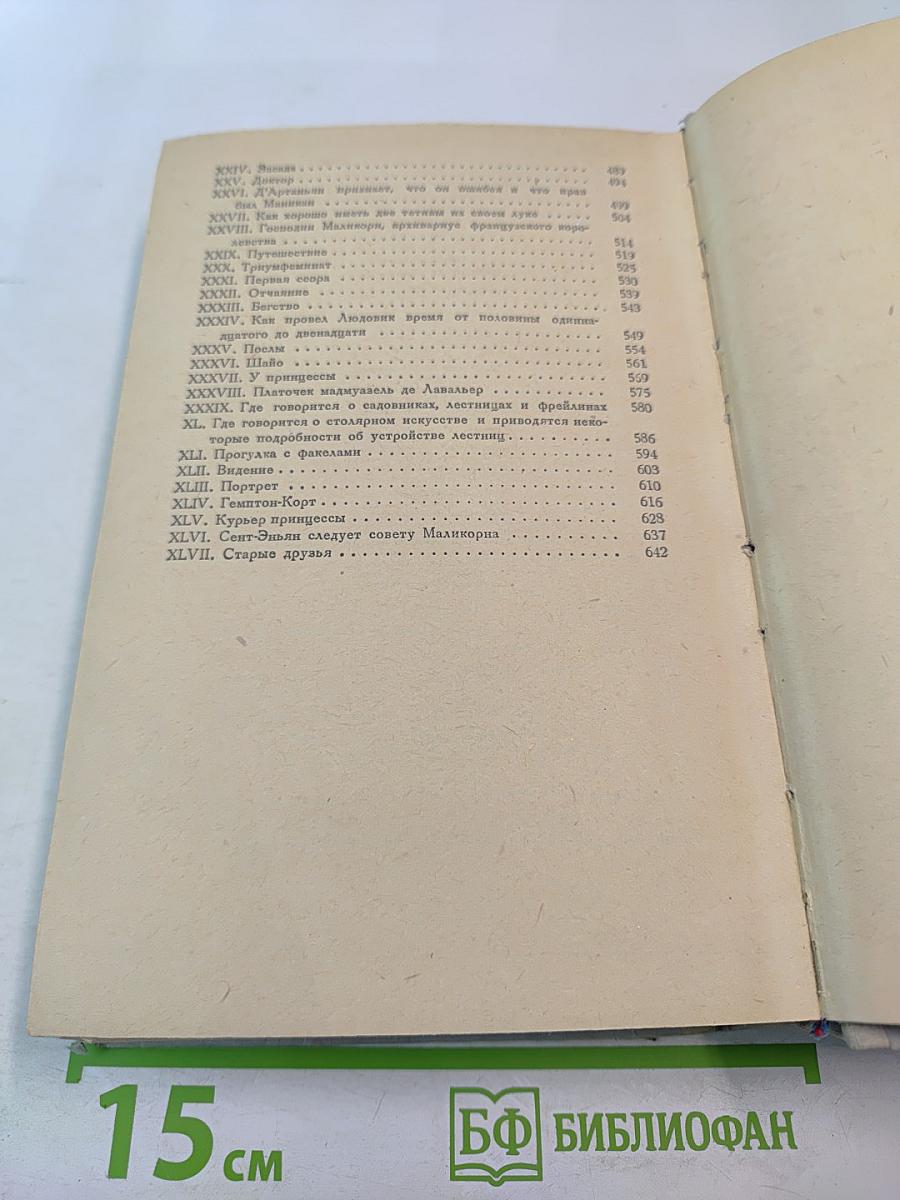 XXIV. Засада . . . . . . . . . . . . . . . . . . . . . . . . . . 489
XXV. Доктор . . . . . . . . . . . . . . . . . . . . . . . . . . 494
XXVI. Д'Артаньян признает, что он ошибся и что прав
был Маникан . . . . . . . . . . . . . . . . . . . . . . . . . . 499
XXVII. Как хорошо иметь две тетивы на своем луке . . . . . 504
XXVIII. Господин Маликорн, архивариус французского коро-
левства . . . . . . . . . . . . . . . . . . . . . . . . . . 514
XXIX. Путешествие . . . . . . . . . . . . . . . . . . . . . . . . 519
XXX. Триумфеминат . . . . . . . . . . . . . . . . . . . . . . . . 525
XXXI. Первая ссора . . . . . . . . . . . . . . . . . . . . . . . . 530
XXXII. Отчаяние . . . . . . . . . . . . . . . . . . . . . . . . 539
XXXIII. Бегство . . . . . . . . . . . . . . . . . . . . . . . . 543
XXXIV. Как провел Людовик время от половины одинна-
дцатого до двенадцати . . . . . . . . . . . . . . . . . . 549
XXXV. Послы . . . . . . . . . . . . . . . . . . . . . . . . 554
XXXVI. Шайо . . . . . . . . . . . . . . . . . . . . . . . . 561
XXXVII. У принцессы . . . . . . . . . . . . . . . . . . . . 569
XXXVIII. Платочек мадмуазель де Лавальер . . . . . . . . . . 575
XXXIX. Где говорится о садовниках, лестницах и фрейлинах 580
XL. Где говорится о столярном искусстве и приводятся неко-
торые подробности об устройстве лестниц . . . . . . . . . 586
XLI. Прогулка с факелами . . . . . . . . . . . . . . . . . . . . 594
XLII. Видение . . . . . . . . . . . . . . . . . . . . . . . . . . 603
XLIII. Портрет . . . . . . . . . . . . . . . . . . . . . . . . . . 610
XLIV. Гемптон-Корт . . . . . . . . . . . . . . . . . . . . . . . . 616
XLV. Курьер принцессы . . . . . . . . . . . . . . . . . . . . . . 628
XLVI. Сент-Эньян следует совету Маликорна . . . . . . . . . 637
XLVII. Старые друзья . . . . . . . . . . . . . . . . . . . . . . 642
15 см
БФ БИБЛИОФАН